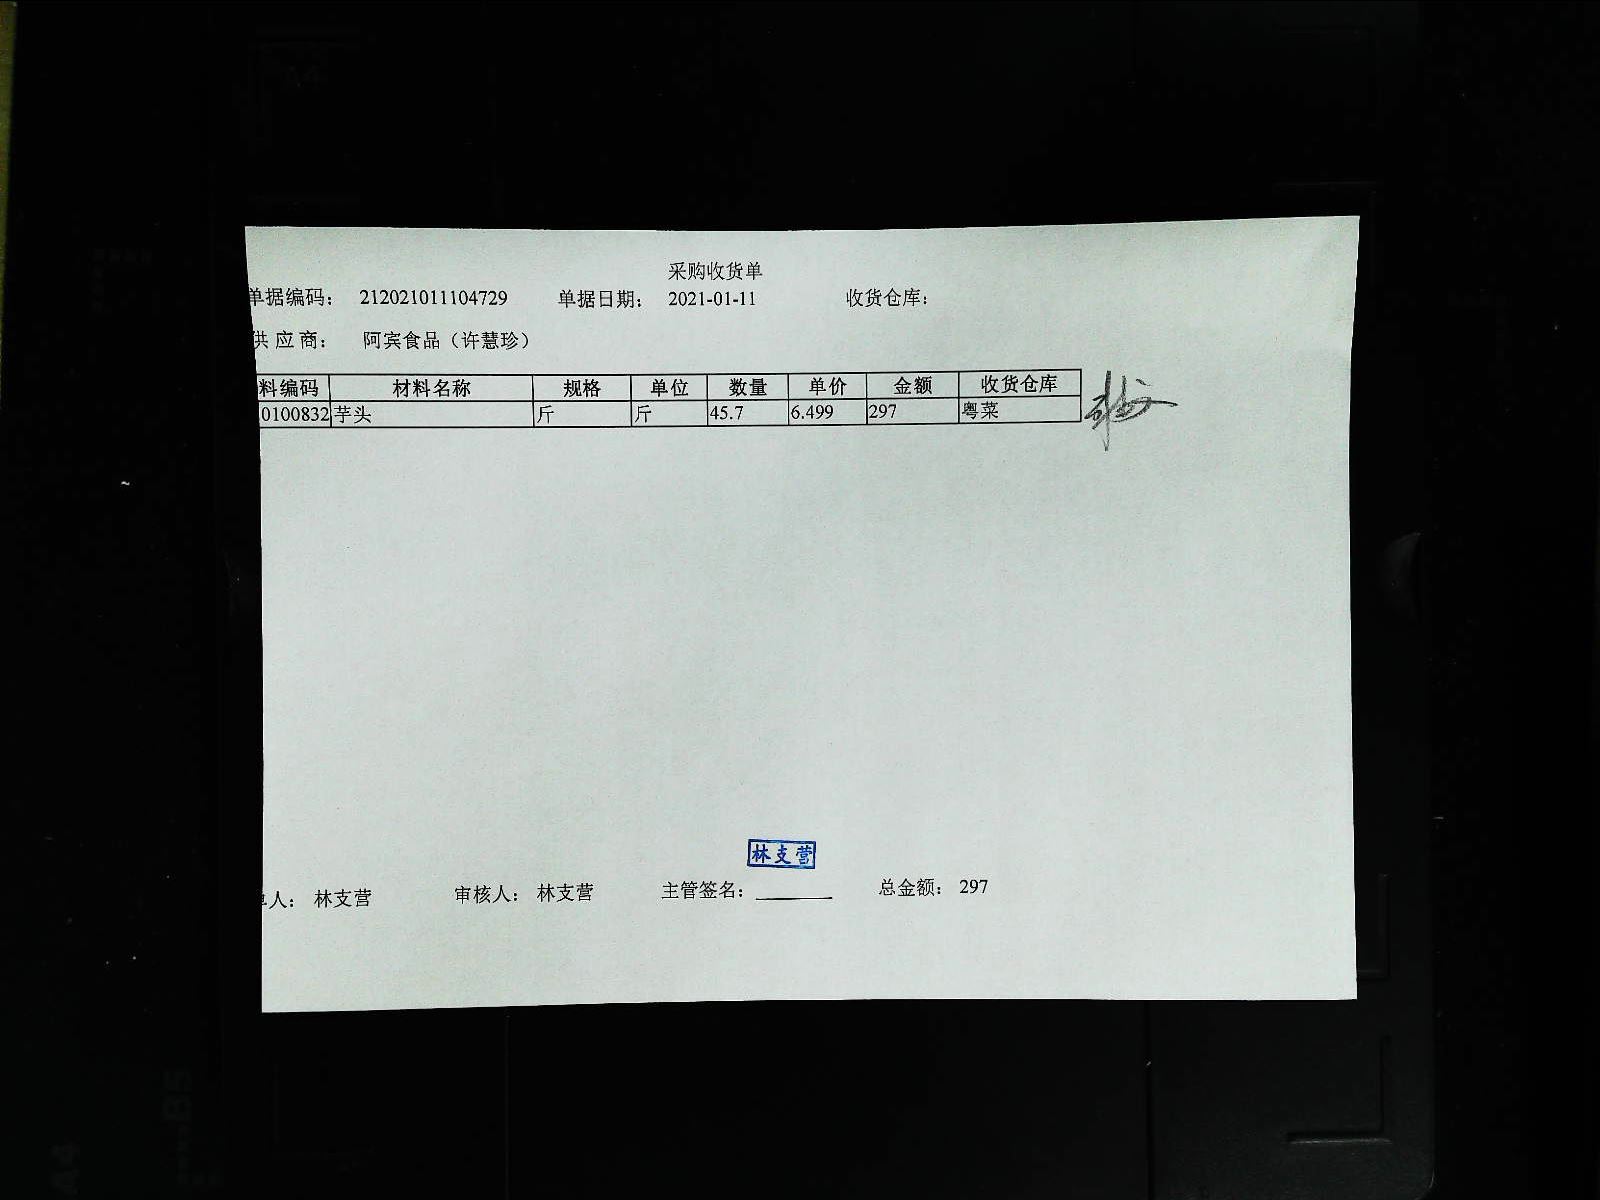 采购收货单
单据编码： 212021011104729 单据日期： 2021-01-11 收货仓库：
供应商： 阿宾食品（许慧珍）
料编码 材料名称 规格 单位 数量 单价 金额 收货仓库
0100832 芋头 斤 斤 45.7 6.499 297 粤菜
林支营
单人： 林支营 审核人： 林支营 主管签名： 总金额： 297
A4
B5